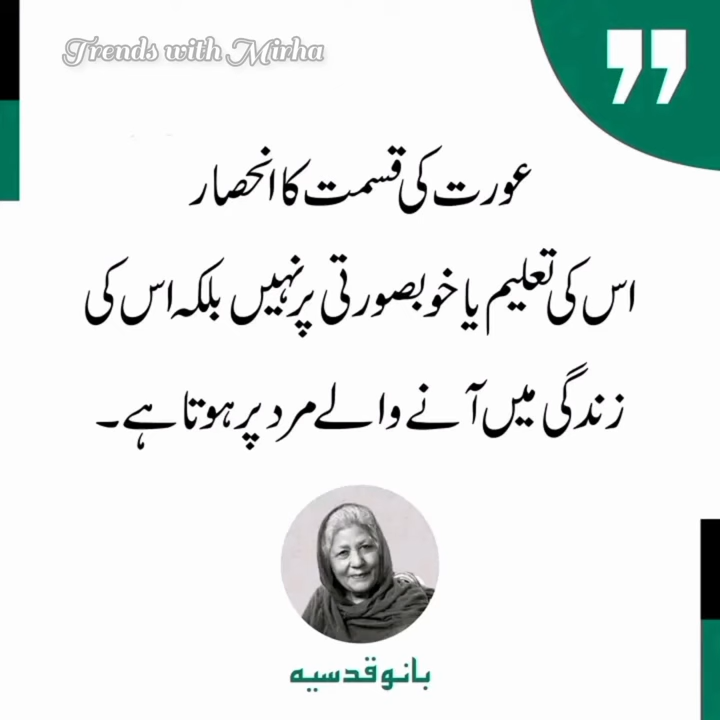 Trends with Mirha
عورت کی قسمت کا انحصار
اس کی تعلیم یا خوبصورتی پر نہیں بلکہ اس کی
زندگی میں آنے والے مرد پر ہوتا ہے۔
بانو قدسیه